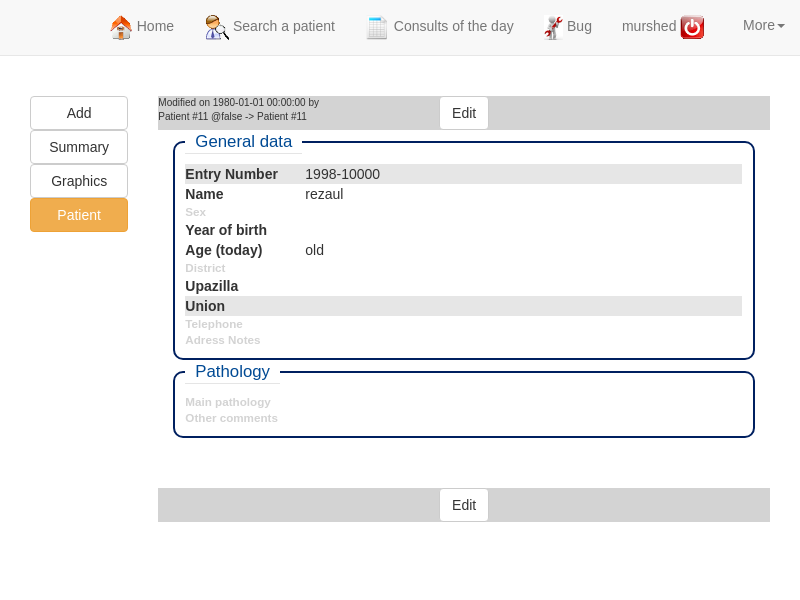 Home Search a patient Consults of the day Bug murshed More
Add
Summary
Graphics
Patient
Modified on 1980-01-01 00:00:00 by
Patient #11 @false -> Patient #11
Edit
General data
Entry Number 1998-10000
Name rezaul
Sex
Year of birth
Age (today) old
District
Upazilla
Union
Telephone
Adress Notes
Pathology
Main pathology
Other comments
Edit